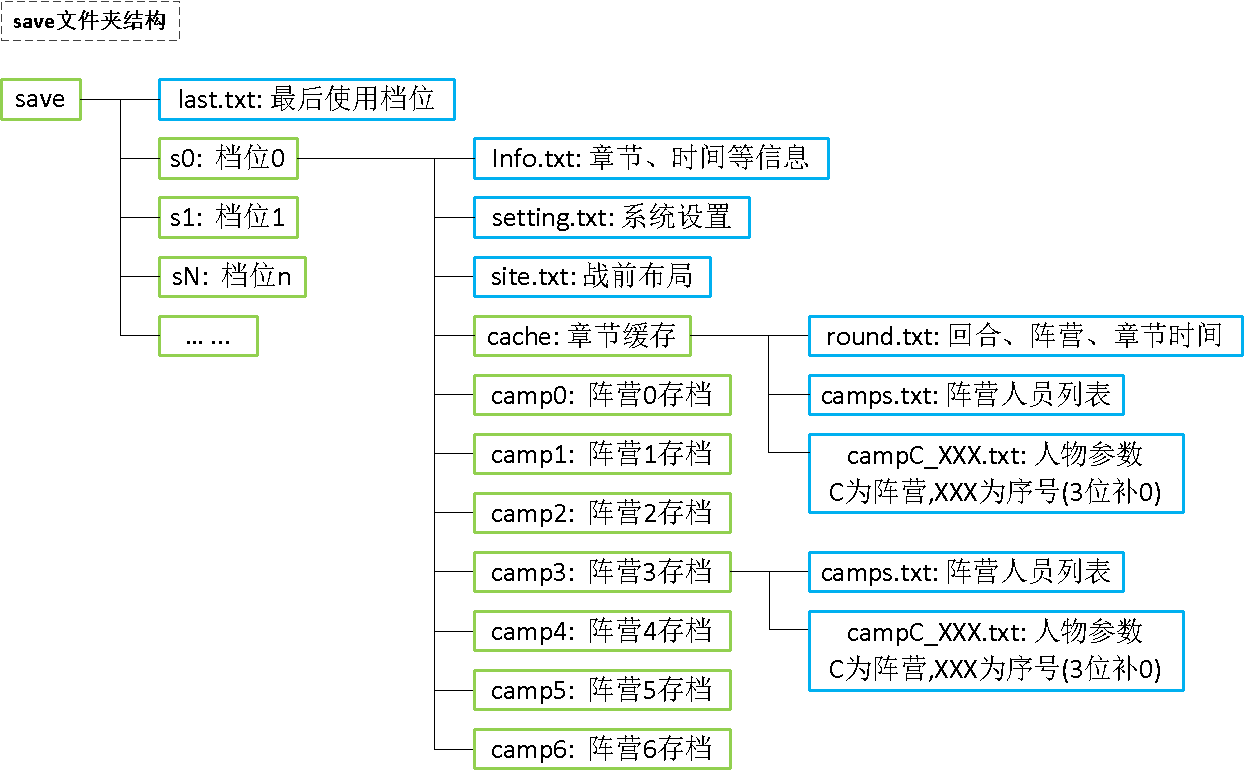 save文件夹结构
save
last.txt: 最后使用档位
s0: 档位0
s1: 档位1
sN: 档位n
... ...
Info.txt: 章节、时间等信息
setting.txt: 系统设置
site.txt: 战前布局
cache: 章节缓存
camp0: 阵营0存档
camp1: 阵营1存档
camp2: 阵营2存档
camp3: 阵营3存档
camp4: 阵营4存档
camp5: 阵营5存档
camp6: 阵营6存档
round.txt: 回合、阵营、章节时间
camps.txt: 阵营人员列表
campC_XXX.txt: 人物参数
C为阵营,XXX为序号(3位补0)
camps.txt: 阵营人员列表
campC_XXX.txt: 人物参数
C为阵营,XXX为序号(3位补0)